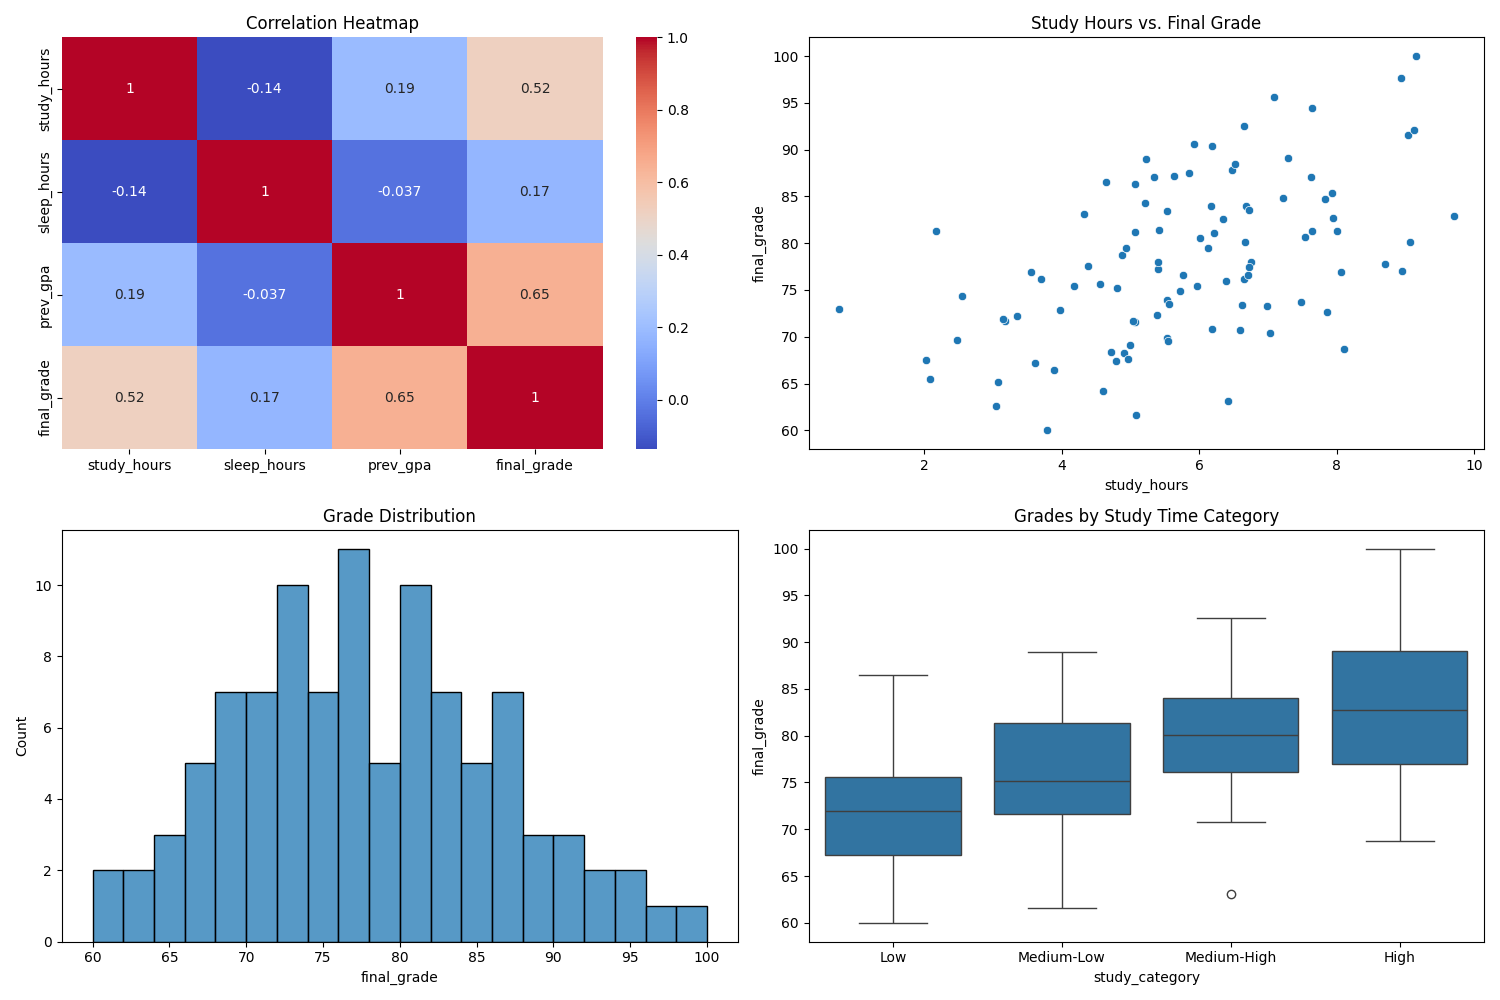 Correlation Heatmap
study_hours
sleep_hours
prev_gpa
final_grade
1 -0.14 0.19 0.52
-0.14 1 -0.037 0.17
0.19 -0.037 1 0.65
0.52 0.17 0.65 1
study_hours sleep_hours prev_gpa final_grade
1.0
0.8
0.6
0.4
0.2
0.0
Study Hours vs. Final Grade
final_grade
100
95
90
85
80
75
70
65
60
2 4 6 8 10
study_hours
Grade Distribution
Count
10
8
6
4
2
0
60 65 70 75 80 85 90 95 100
final_grade
Grades by Study Time Category
final_grade
100
95
90
85
80
75
70
65
60
Low Medium-Low Medium-High High
study_category